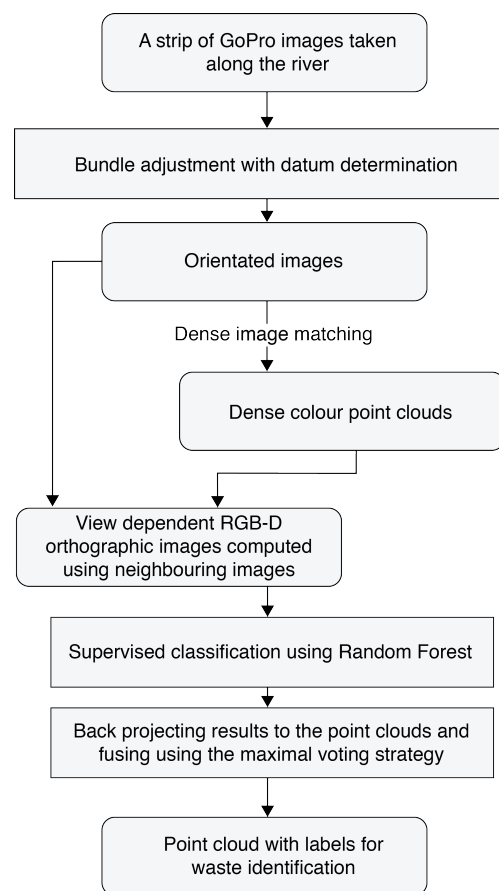 A strip of GoPro images taken
along the river
Bundle adjustment with datum determination
Orientated images
Dense image matching
Dense colour point clouds
View dependent RGB-D
orthographic images computed
using neighbouring images
Supervised classification using Random Forest
Back projecting results to the point clouds and
fusing using the maximal voting strategy
Point cloud with labels for
waste identification